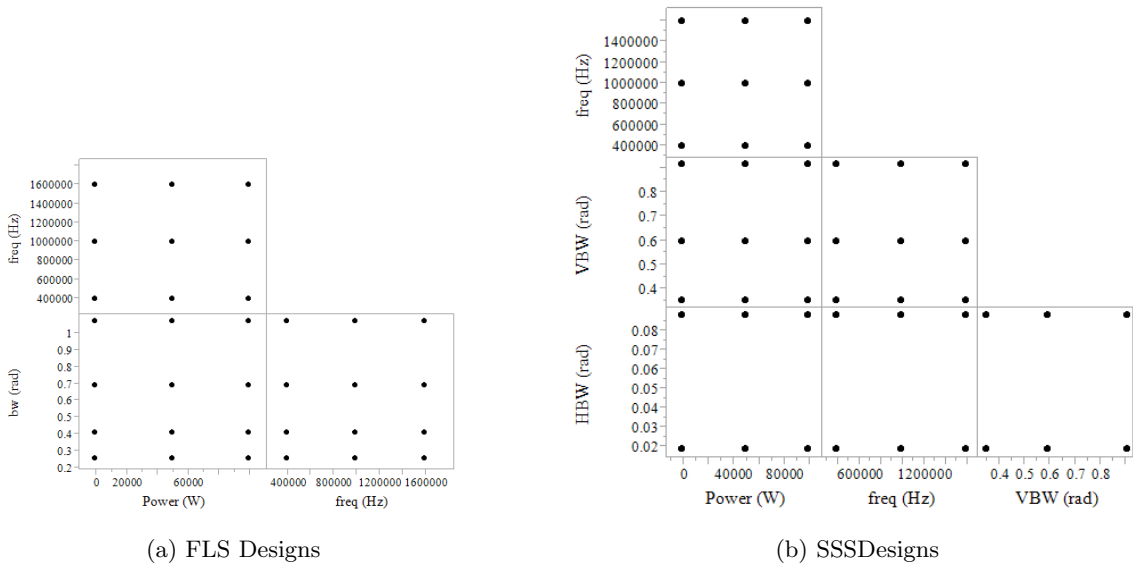 1600000
1400000
1200000
1000000
800000
600000
400000
freq (Hz)
1
0.9
0.8
0.7
0.6
0.5
0.4
0.3
0.2
bw (rad)
0 20000 60000
Power (W)
400000 800000 1200000 1600000
freq (Hz)
(a) FLS Designs
1400000
1200000
1000000
800000
600000
400000
freq (Hz)
0.8
0.7
0.6
0.5
0.4
VBW (rad)
0.08
0.07
0.06
0.05
0.04
0.03
0.02
HBW (rad)
0 40000 80000
Power (W)
600000 1200000
freq (Hz)
0.4 0.5 0.6 0.7 0.8
VBW (rad)
(b) SSSDesigns